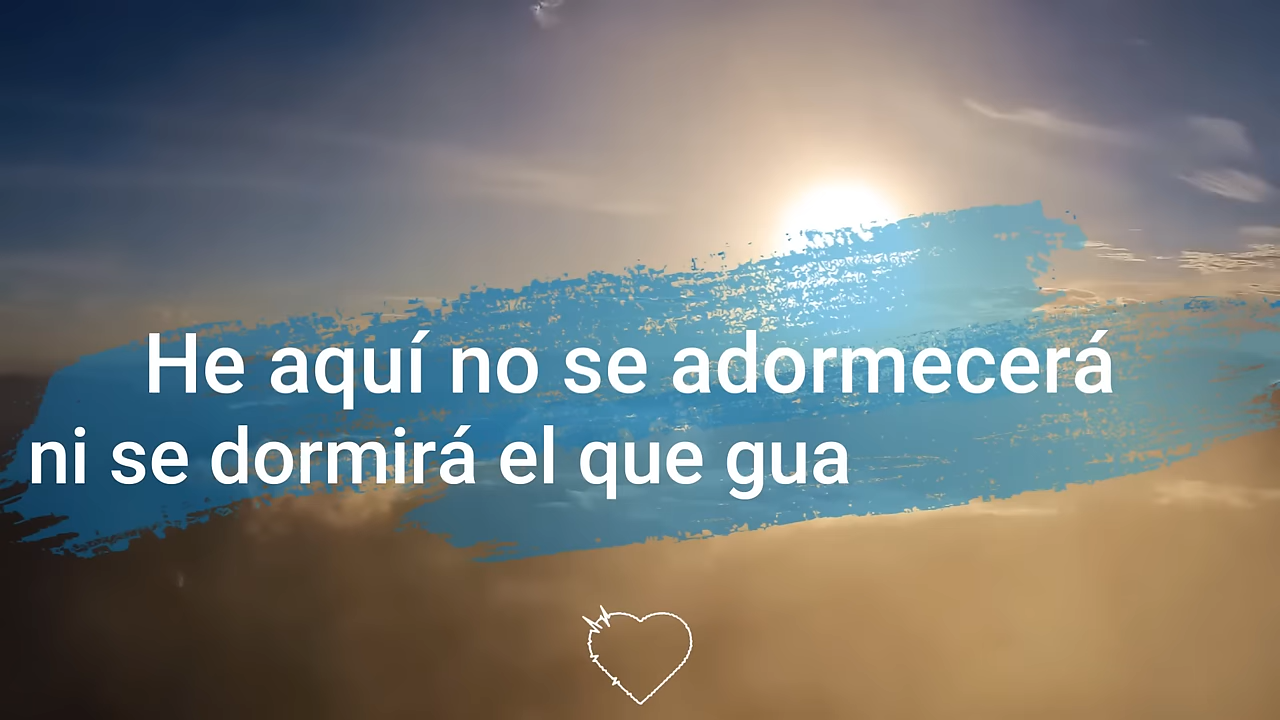 He aquí no se adormecerá
ni se dormirá el que gua